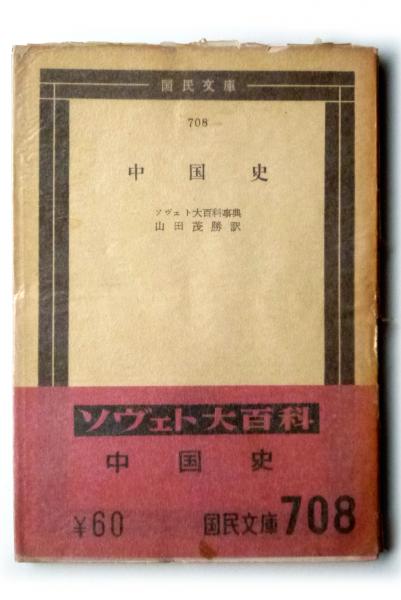 国民文庫
708
中国史
ソヴェト大百科事典
山田茂勝訳
ソヴェト大百科
中国史
¥60 国民文庫 708